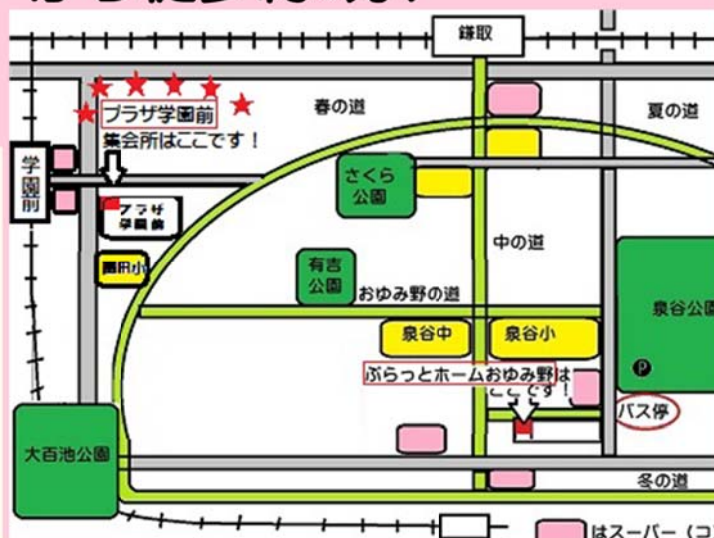 鎌取
春の道
夏の道
プラザ学園前
集会所はここです！
学園前
さくら
公園
プラザ
学園前
中の道
有吉
公園
おゆみ野の道
泉谷公園
泉谷中
泉谷小
ぷらっとホームおゆみ野は
ここです！
P
バス停
大百池公園
冬の道
はスーパー（コ